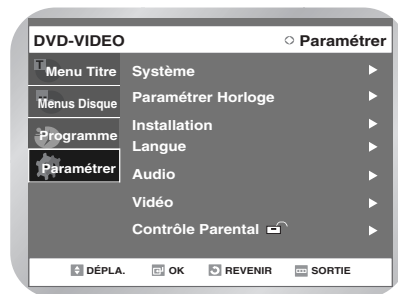 DVD-VIDEO Paramétrer
Menu Titre
Menus Disque
Programme
Paramétrer
Système
Paramétrer Horloge
Installation
Langue
Audio
Vidéo
Contrôle Parental
DÉPLA. OK REVENIR SORTIE